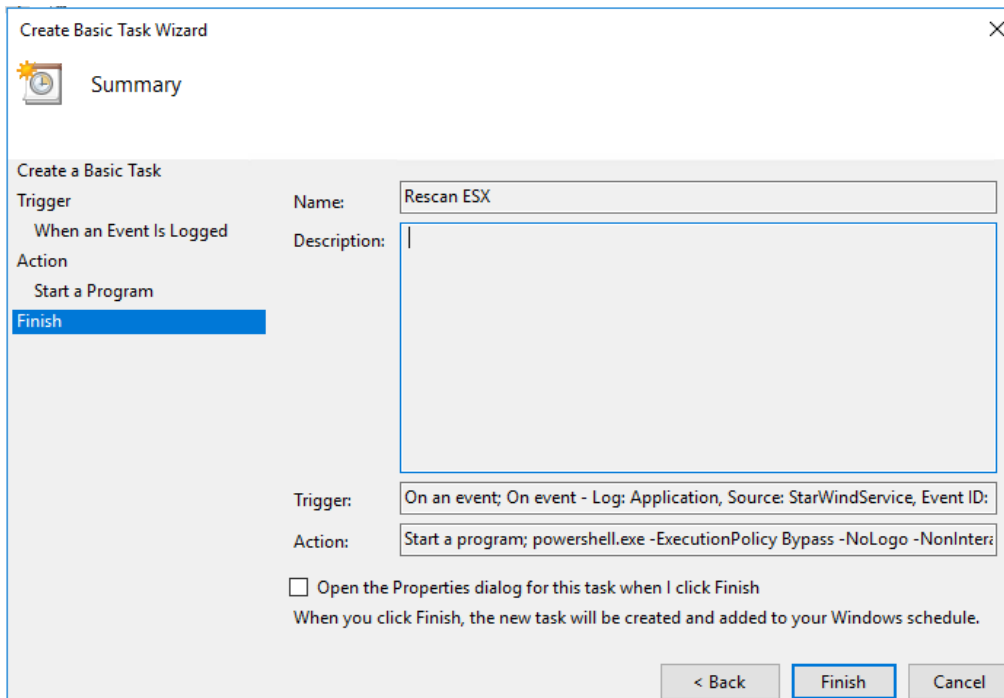 Create Basic Task Wizard
Summary
Create a Basic Task
Trigger
When an Event Is Logged
Action
Start a Program
Finish
Name: Rescan ESX
Description:
Trigger: On an event; On event - Log: Application, Source: StarWindService, Event ID:
Action: Start a program; powershell.exe -ExecutionPolicy Bypass -NoLogo -NonIntera
Open the Properties dialog for this task when I click Finish
When you click Finish, the new task will be created and added to your Windows schedule.
< Back Finish Cancel